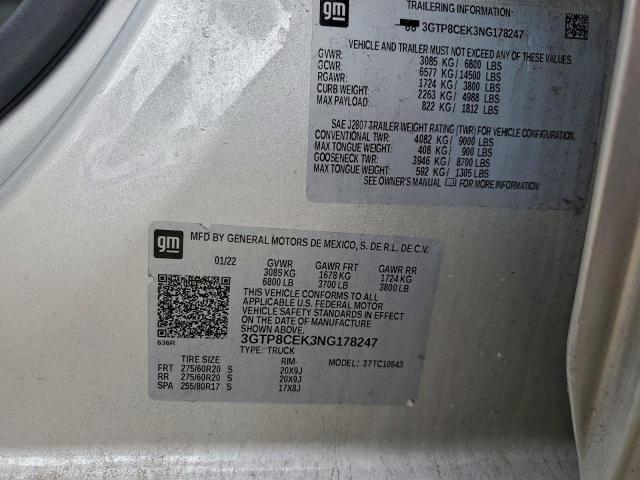 gm
TRAILERING INFORMATION
3GTP8CEK3NG178247
VEHICLE AND TRAILER MUST NOT EXCEED ANY OF THESE VALUES
GVWR: 3085 KG/ 6800 LBS
GCWR: 6577 KG/14500 LBS
RGAWR: 1724 KG/ 3800 LBS
CURB WEIGHT: 2263 KG/ 4988 LBS
MAX PAYLOAD: 822 KG/ 1812 LBS
SAE J2807 TRAILER WEIGHT RATING (TWR) FOR VEHICLE CONFIGURATION.
CONVENTIONAL TWR: 4082 KG/ 9000 LBS
MAX TONGUE WEIGHT: 408 KG/ 900 LBS
GOOSENECK TWR: 3946 KG/ 8700 LBS
MAX TONGUE WEIGHT: 592 KG/ 1305 LBS
SEE OWNER'S MANUAL FOR MORE INFORMATION
gm
MFD BY GENERAL MOTORS DE MEXICO, S. DE R.L. DE C.V.
01/22 GVWR GAWR FRT GAWR RR
3085 KG 1678 KG 1724 KG
6800 LB 3700 LB 3800 LB
THIS VEHICLE CONFORMS TO ALL
APPLICABLE U.S. FEDERAL MOTOR
VEHICLE SAFETY STANDARDS IN EFFECT
ON THE DATE OF MANUFACTURE
SHOWN ABOVE.
3GTP8CEK3NG178247
636R
TYPE: TRUCK MODEL: 37TC10543
TIRE SIZE RIM
FRT 275/60R20 S 20X9J
RR 275/60R20 S 20X9J
SPA 255/80R17 S 17X8J